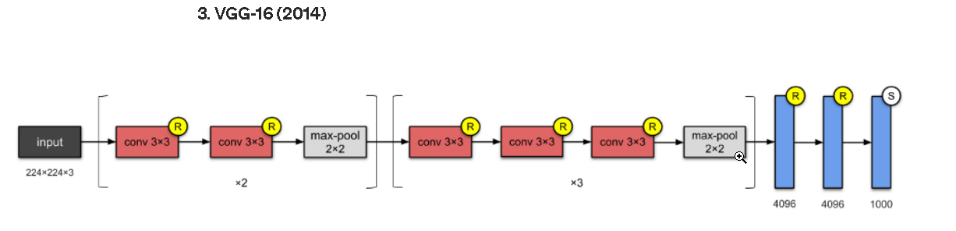 3. VGG-16 (2014)
input
224×224×3
conv 3×3
R
conv 3×3
R
max-pool
2×2
×2
conv 3×3
R
conv 3×3
R
conv 3×3
R
max-pool
2×2
×3
R
4096
R
4096
S
1000